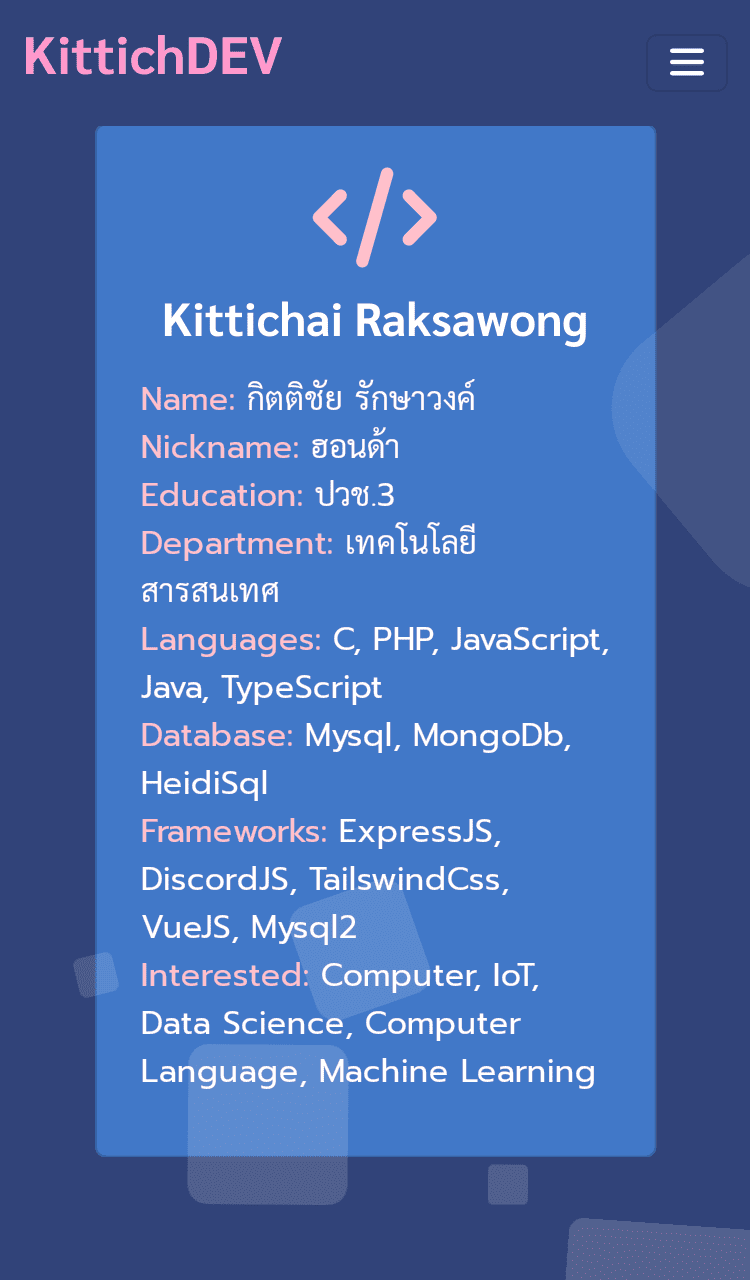 KittichDEV
Kittichai Raksawong
Name: กิตติชัย รักษาวงค์
Nickname: ฮอนด้า
Education: ปวช.3
Department: เทคโนโลยี
สารสนเทศ
Languages: C, PHP, JavaScript,
Java, TypeScript
Database: Mysql, MongoDb,
HeidiSql
Frameworks: ExpressJS,
DiscordJS, TailswindCss,
VueJS, Mysql2
Interested: Computer, IoT,
Data Science, Computer
Language, Machine Learning